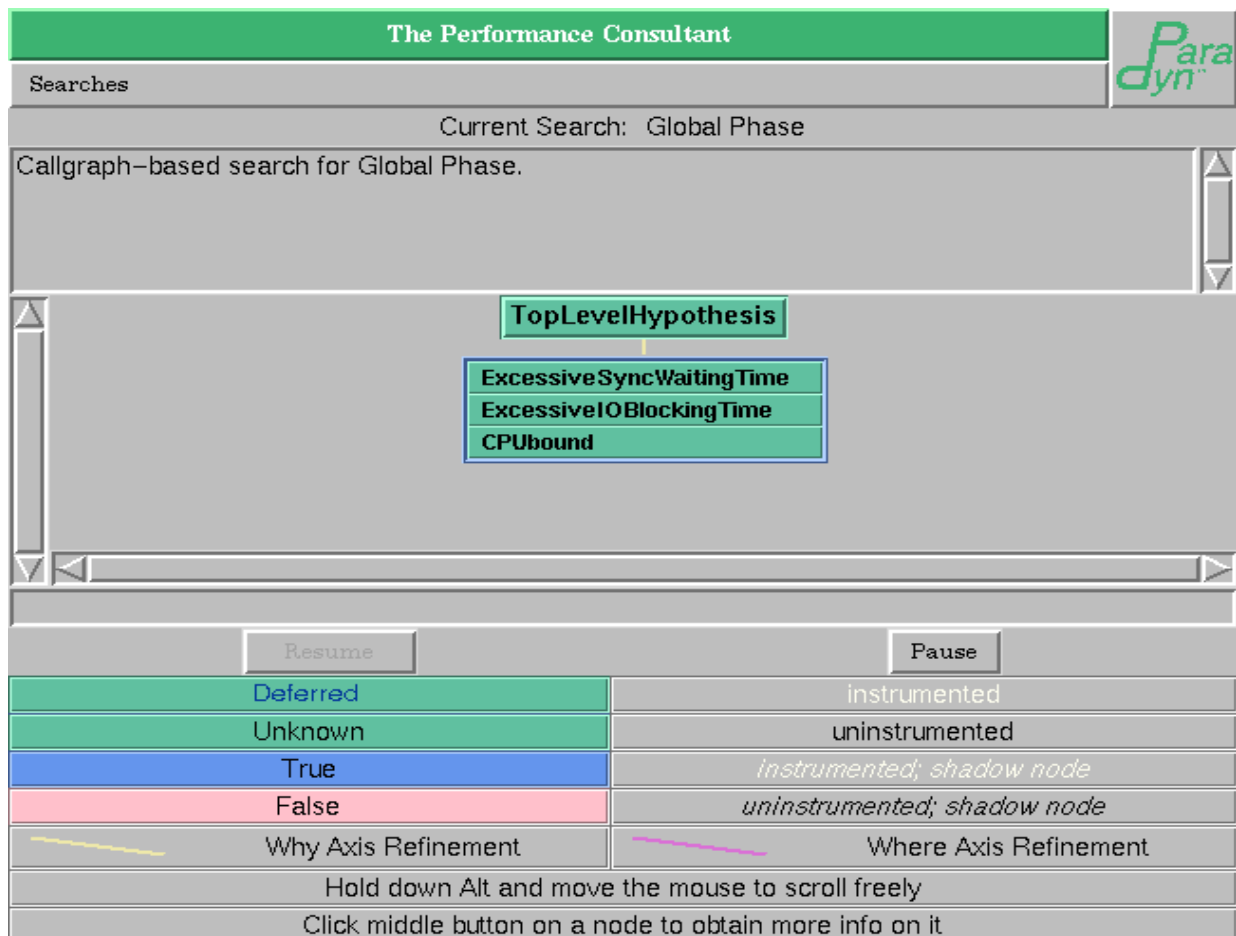 The Performance Consultant
Para
dyn™
Searches
Current Search: Global Phase
Callgraph-based search for Global Phase.
TopLevelHypothesis
ExcessiveSyncWaitingTime
ExcessiveIOBlockingTime
CPUbound
Resume
Pause
Deferred
instrumented
Unknown
uninstrumented
True
instrumented; shadow node
False
uninstrumented; shadow node
Why Axis Refinement
Where Axis Refinement
Hold down Alt and move the mouse to scroll freely
Click middle button on a node to obtain more info on it